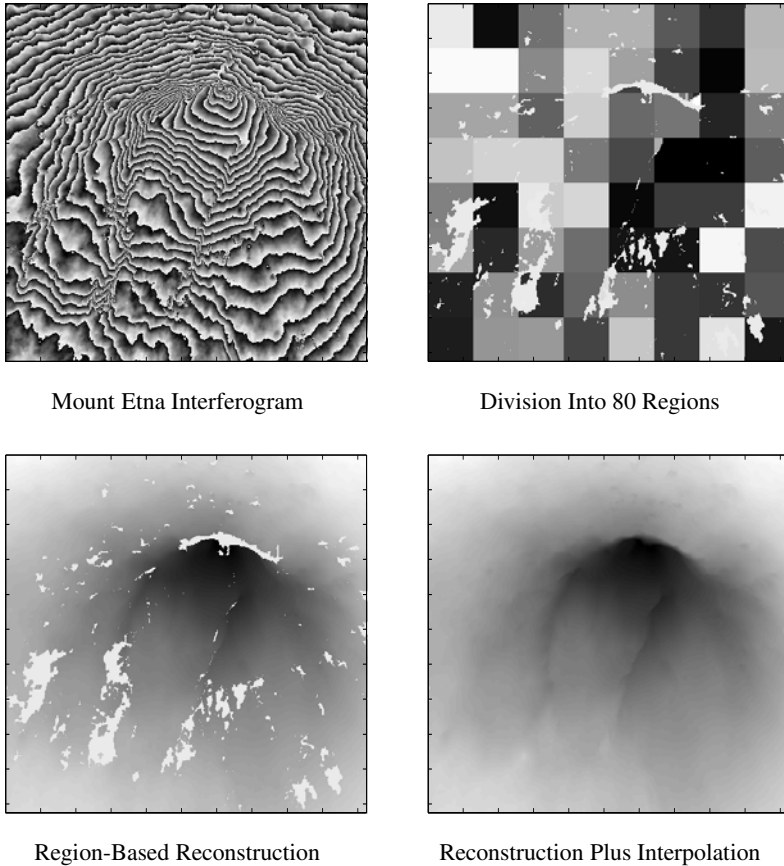 Mount Etna Interferogram
Division Into 80 Regions
Region-Based Reconstruction
Reconstruction Plus Interpolation